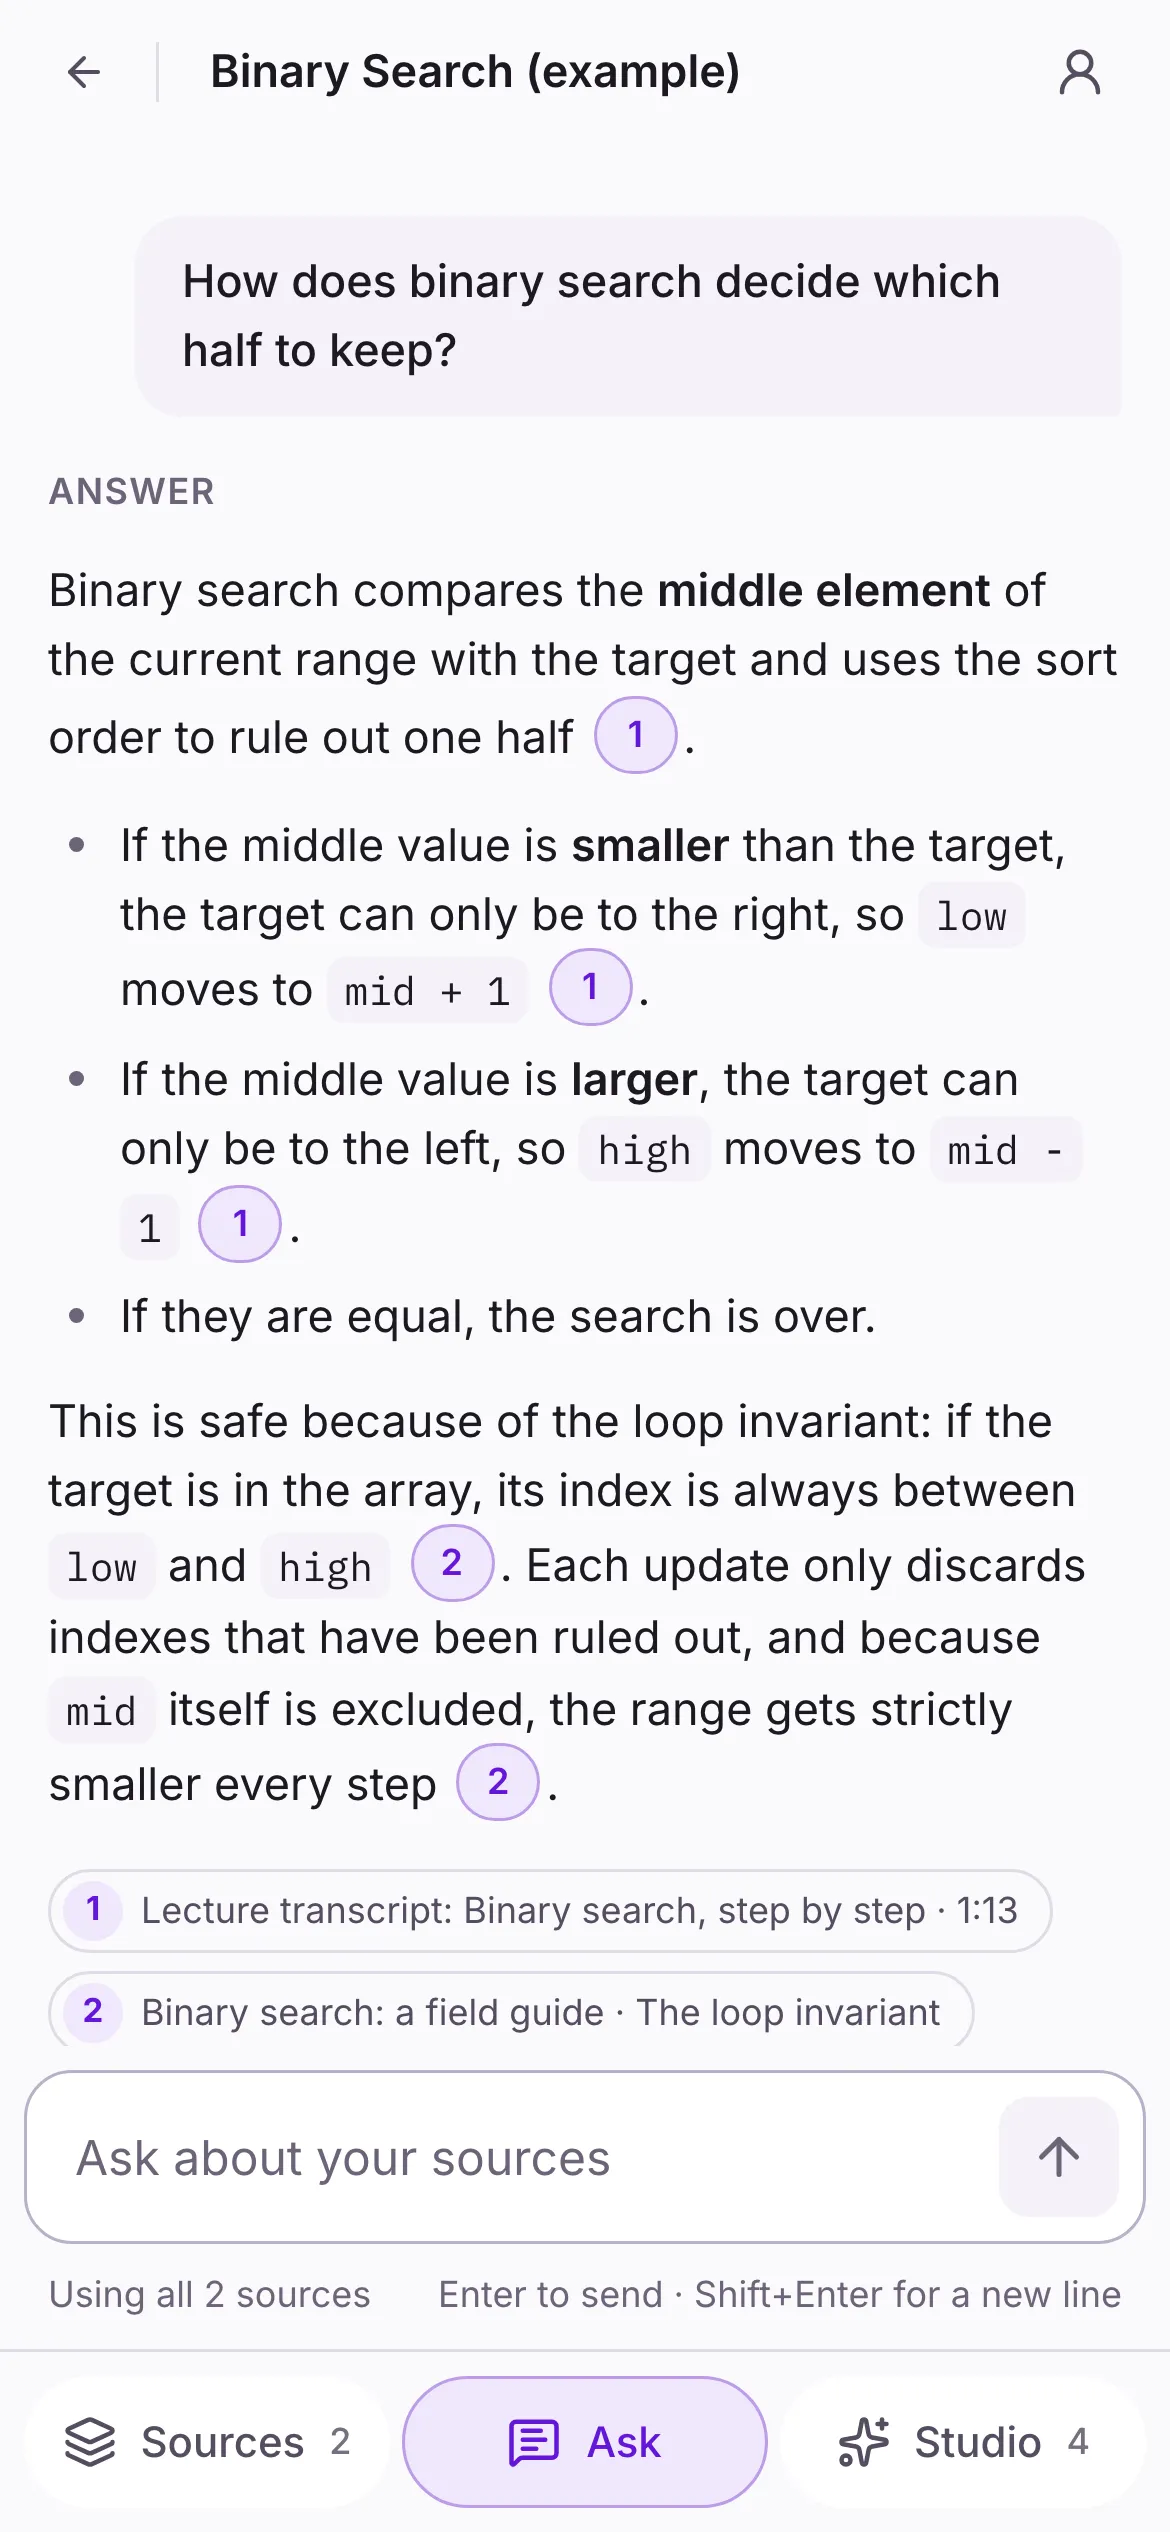 Binary Search (example)
How does binary search decide which
half to keep?
ANSWER
Binary search compares the middle element of
the current range with the target and uses the sort
order to rule out one half 1.
• If the middle value is smaller than the target,
the target can only be to the right, so low
moves to mid + 1 1.
• If the middle value is larger, the target can
only be to the left, so high moves to mid -
1 1.
• If they are equal, the search is over.
This is safe because of the loop invariant: if the
target is in the array, its index is always between
low and high 2. Each update only discards
indexes that have been ruled out, and because
mid itself is excluded, the range gets strictly
smaller every step 2.
1 Lecture transcript: Binary search, step by step · 1:13
2 Binary search: a field guide · The loop invariant
Ask about your sources
Using all 2 sources Enter to send · Shift+Enter for a new line
Sources 2 Ask Studio 4